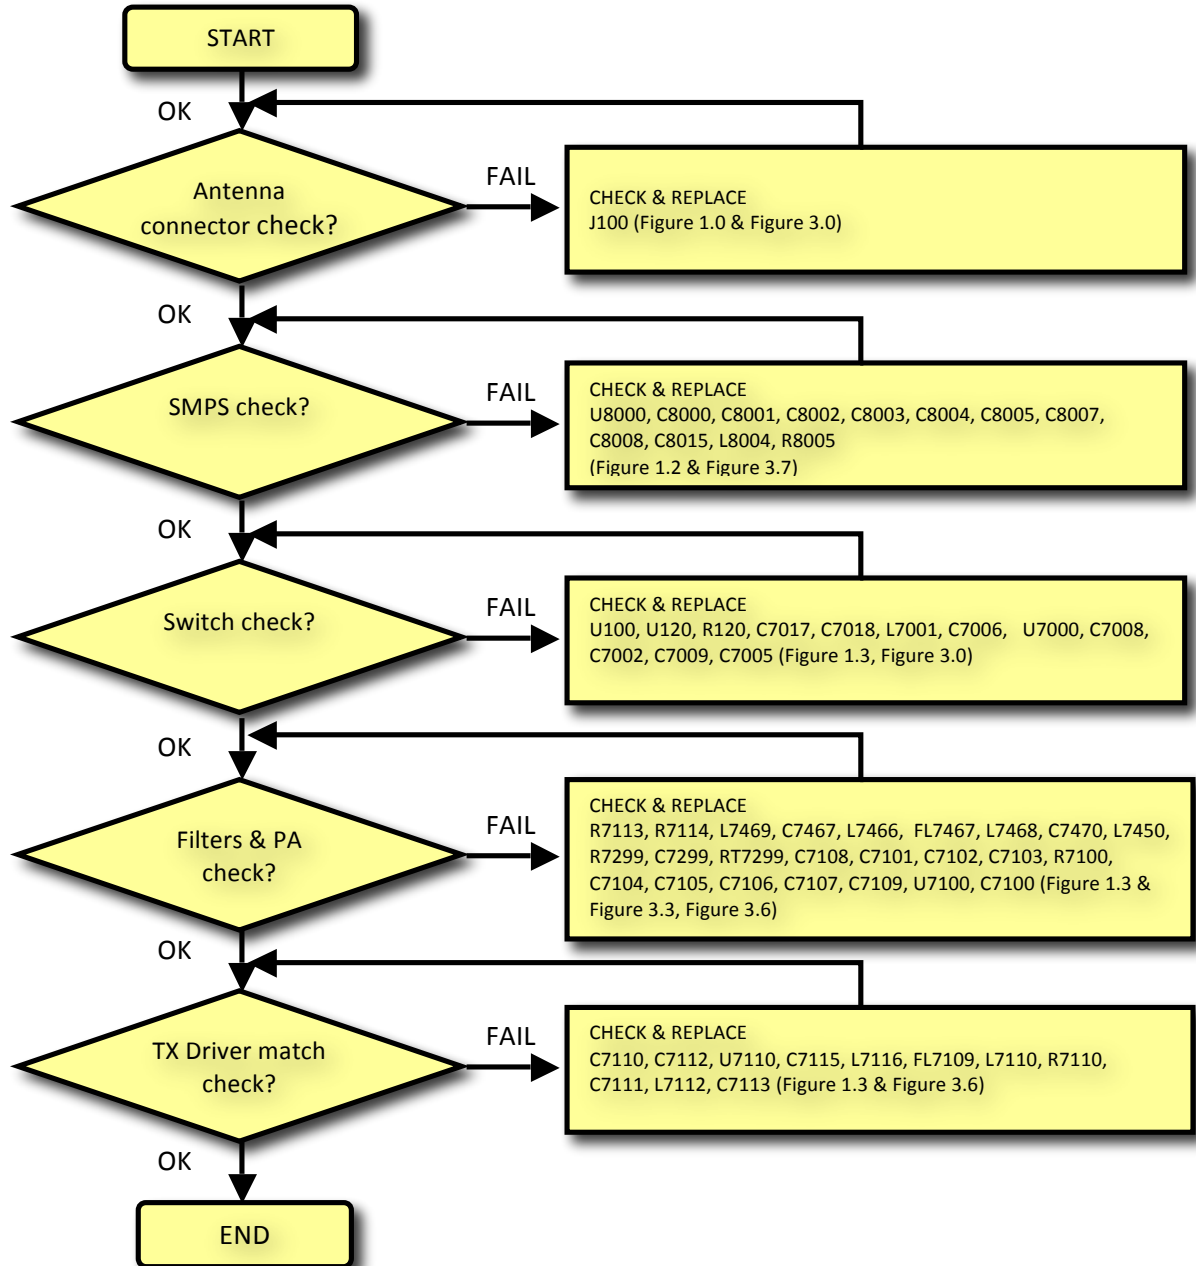 START
OK
Antenna
connector check?
FAIL
CHECK & REPLACE
J100 (Figure 1.0 & Figure 3.0)
OK
SMPS check?
FAIL
CHECK & REPLACE
U8000, C8000, C8001, C8002, C8003, C8004, C8005, C8007,
C8008, C8015, L8004, R8005
(Figure 1.2 & Figure 3.7)
OK
Switch check?
FAIL
CHECK & REPLACE
U100, U120, R120, C7017, C7018, L7001, C7006, U7000, C7008,
C7002, C7009, C7005 (Figure 1.3, Figure 3.0)
OK
Filters & PA
check?
FAIL
CHECK & REPLACE
R7113, R7114, L7469, C7467, L7466, FL7467, L7468, C7470, L7450,
R7299, C7299, RT7299, C7108, C7101, C7102, C7103, R7100,
C7104, C7105, C7106, C7107, C7109, U7100, C7100 (Figure 1.3 &
Figure 3.3, Figure 3.6)
OK
TX Driver match
check?
FAIL
CHECK & REPLACE
C7110, C7112, U7110, C7115, L7116, FL7109, L7110, R7110,
C7111, L7112, C7113 (Figure 1.3 & Figure 3.6)
OK
END